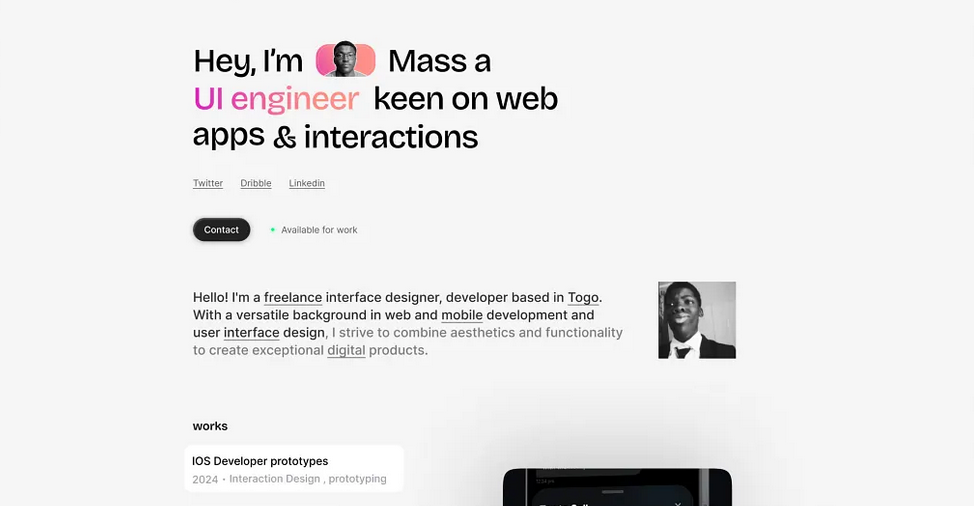 Hey, I'm Mass a
UI engineer keen on web
apps & interactions
Twitter Dribble Linkedin
Contact Available for work
Hello! I'm a freelance interface designer, developer based in Togo.
With a versatile background in web and mobile development and
user interface design, I strive to combine aesthetics and functionality
to create exceptional digital products.
works
IOS Developer prototypes
2024 · Interaction Design , prototyping